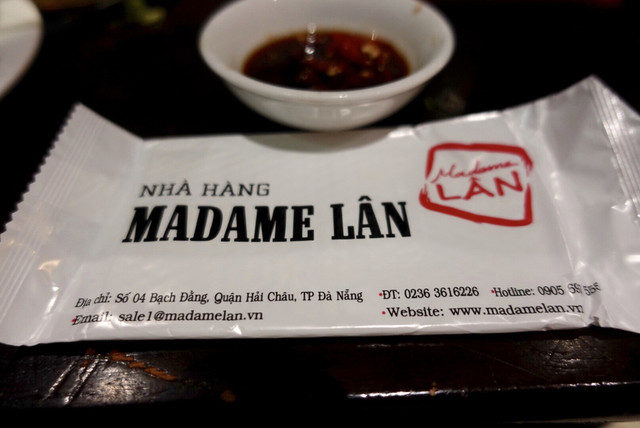 NHÀ HÀNG
MADAME LÂN
Madame
LÂN
Địa chỉ: Số 04 Bạch Đằng, Quận Hải Châu, TP Đà Nẵng •ĐT: 0236 3616226 •Hotline: 0905
•Email: sale1@madamelan.vn •Website: www.madamelan.vn